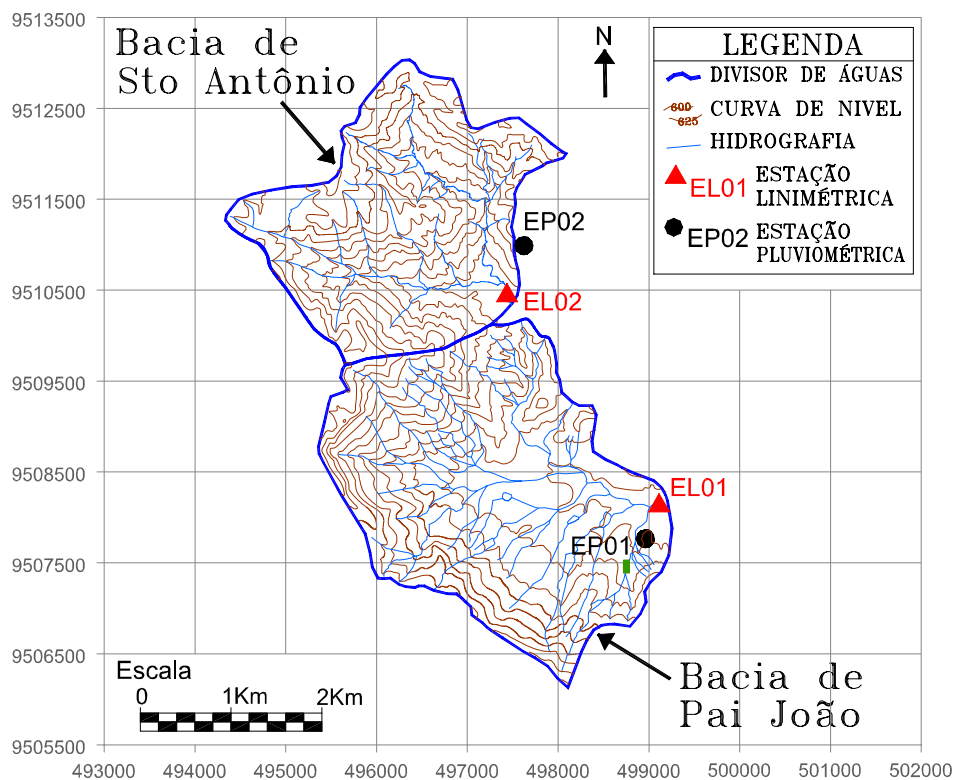 9513500
9512500
9511500
9510500
9509500
9508500
9507500
9506500
9505500
Bacia de
Sto Antônio
N
LEGENDA
DIVISOR DE ÁGUAS
600
625
CURVA DE NIVEL
HIDROGRAFIA
EL01
ESTAÇÃO
LINIMÉTRICA
EP02
ESTAÇÃO
PLUVIOMÉTRICA
EP02
EL02
EL01
EP01
Bacia de
Pai João
Escala
0 1Km 2Km
493000 494000 495000 496000 497000 498000 499000 500000 501000 502000